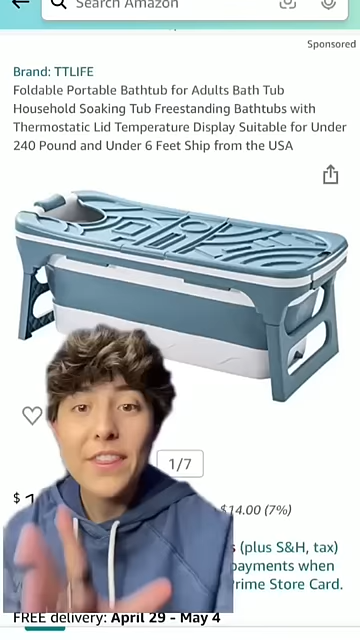 Search Amazon
Sponsored
Brand: TTLIFE
Foldable Portable Bathtub for Adults Bath Tub
Household Soaking Tub Freestanding Bathtubs with
Thermostatic Lid Temperature Display Suitable for Under
240 Pound and Under 6 Feet Ship from the USA
1/7
$
$14.00 (7%)
(plus S&H, tax)
payments when
Prime Store Card.
FREE delivery: April 29 - May 4